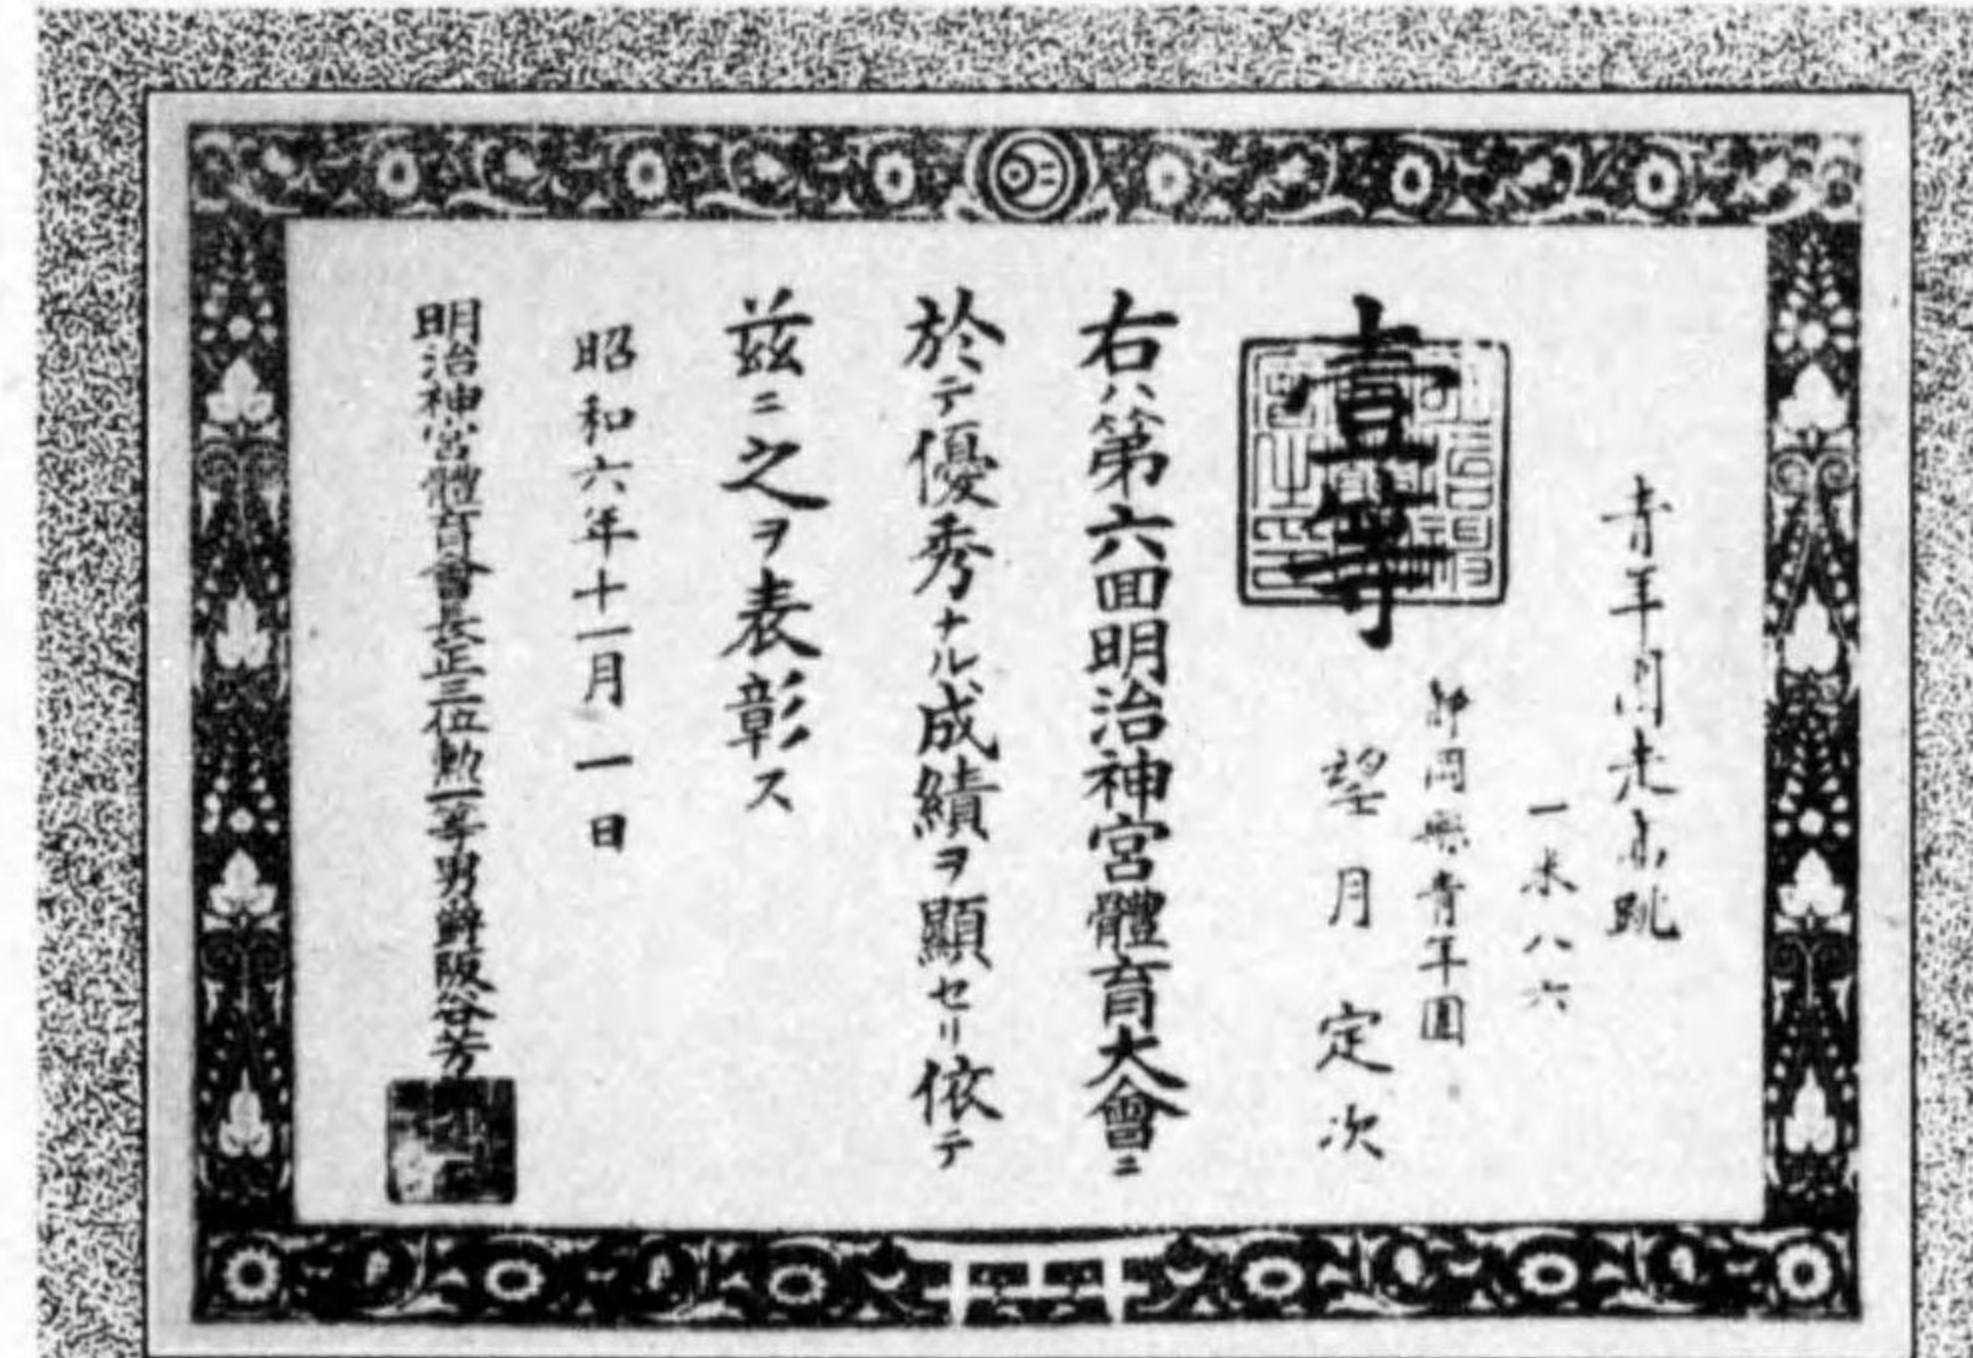 青年団走高跳
一米八六
静岡縣青年團
壹等
望月定次
右ハ第六回明治神宮體育大會ニ
於テ優秀ナル成績ヲ顯セリ依テ
茲ニ之ヲ表彰ス
昭和六年十一月一日
明治神宮體育會會長正三位勲一等男爵阪谷芳